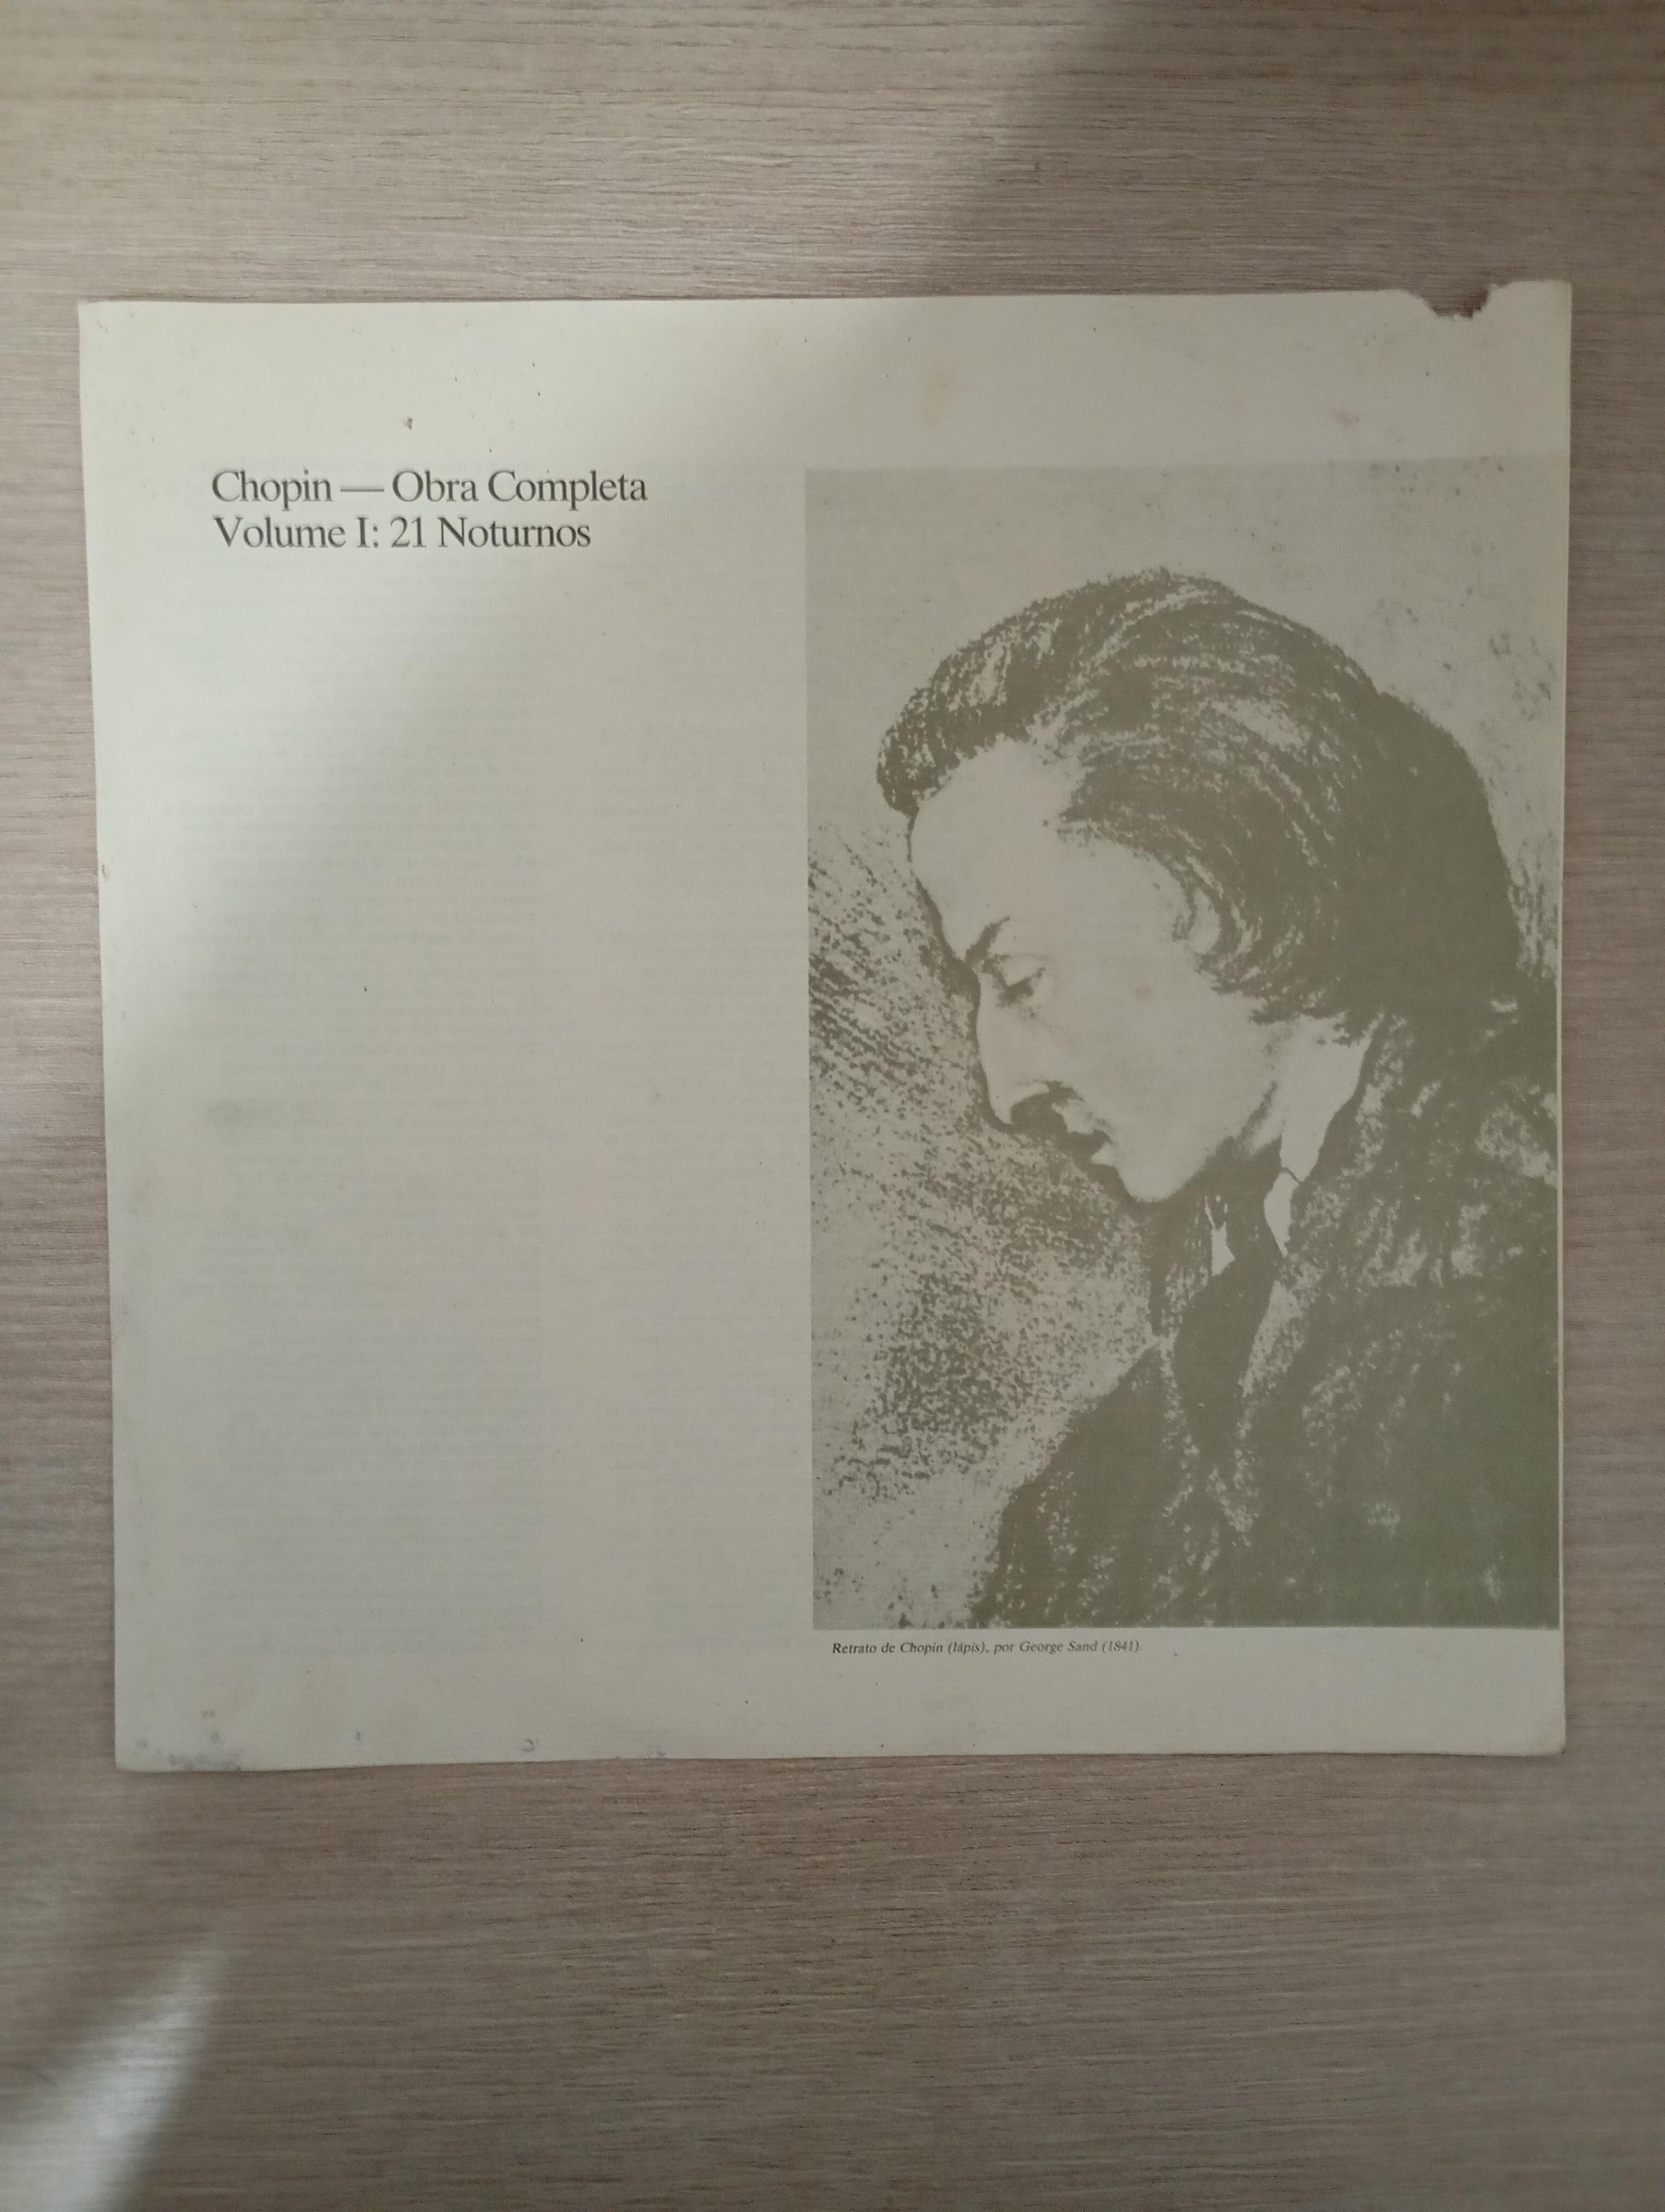 Chopin — Obra Completa
Volume I: 21 Noturnos
Retrato de Chopin (lápis), por George Sand (1841).